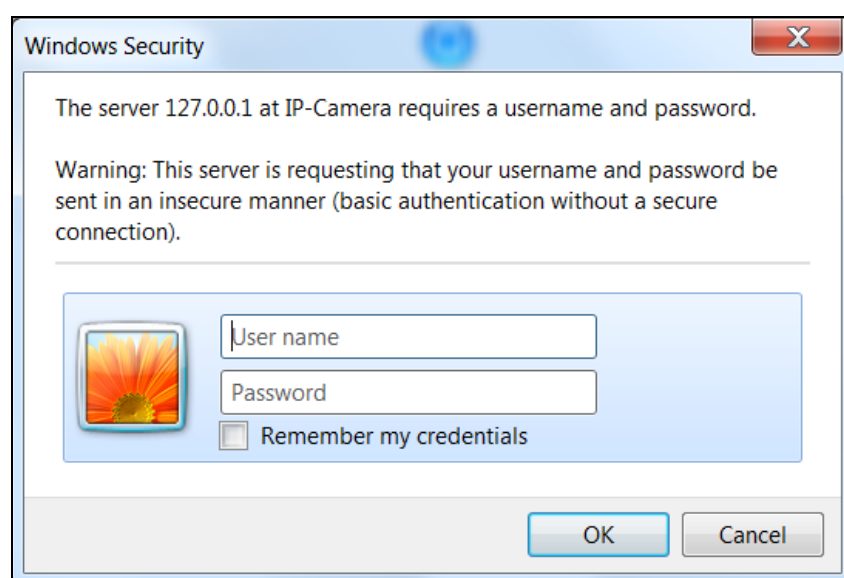 Windows Security
The server 127.0.0.1 at IP-Camera requires a username and password.
Warning: This server is requesting that your username and password be
sent in an insecure manner (basic authentication without a secure
connection).
User name
Password
Remember my credentials
OK
Cancel